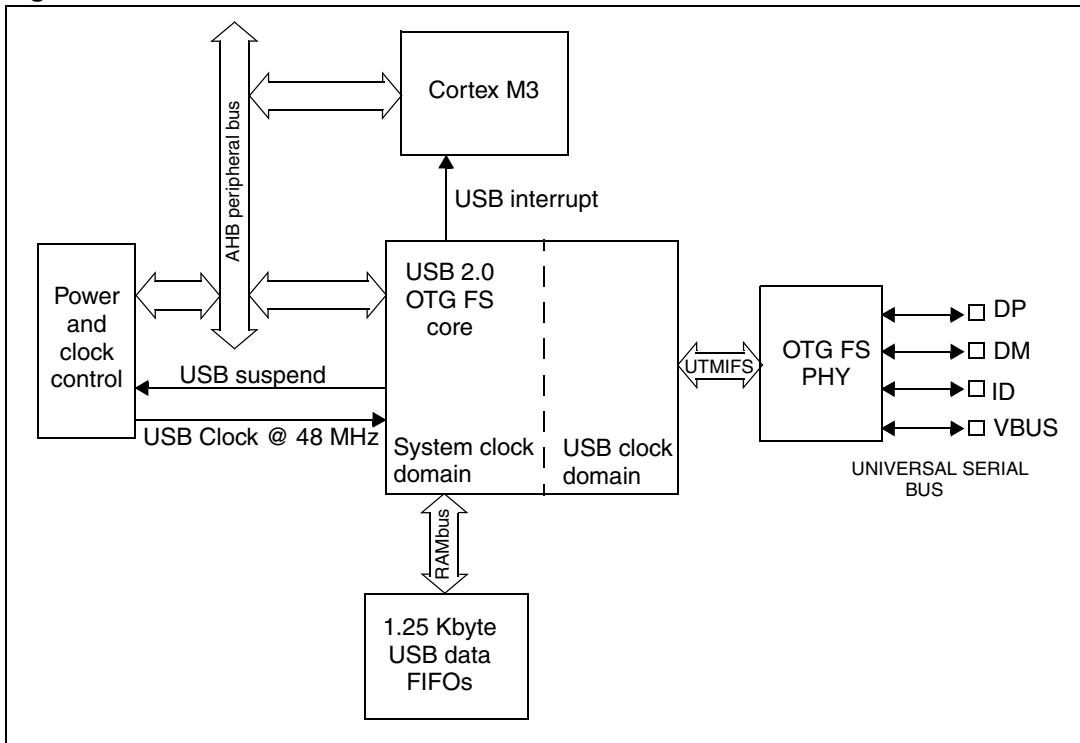 Cortex M3
AHB peripheral bus
USB interrupt
Power
and
clock
control
USB 2.0
OTG FS
core
USB suspend
USB Clock @ 48 MHz
System clock
domain
USB clock
domain
UTMIFS
OTG FS
PHY
DP
DM
ID
VBUS
UNIVERSAL SERIAL
BUS
RAMbus
1.25 Kbyte
USB data
FIFOs